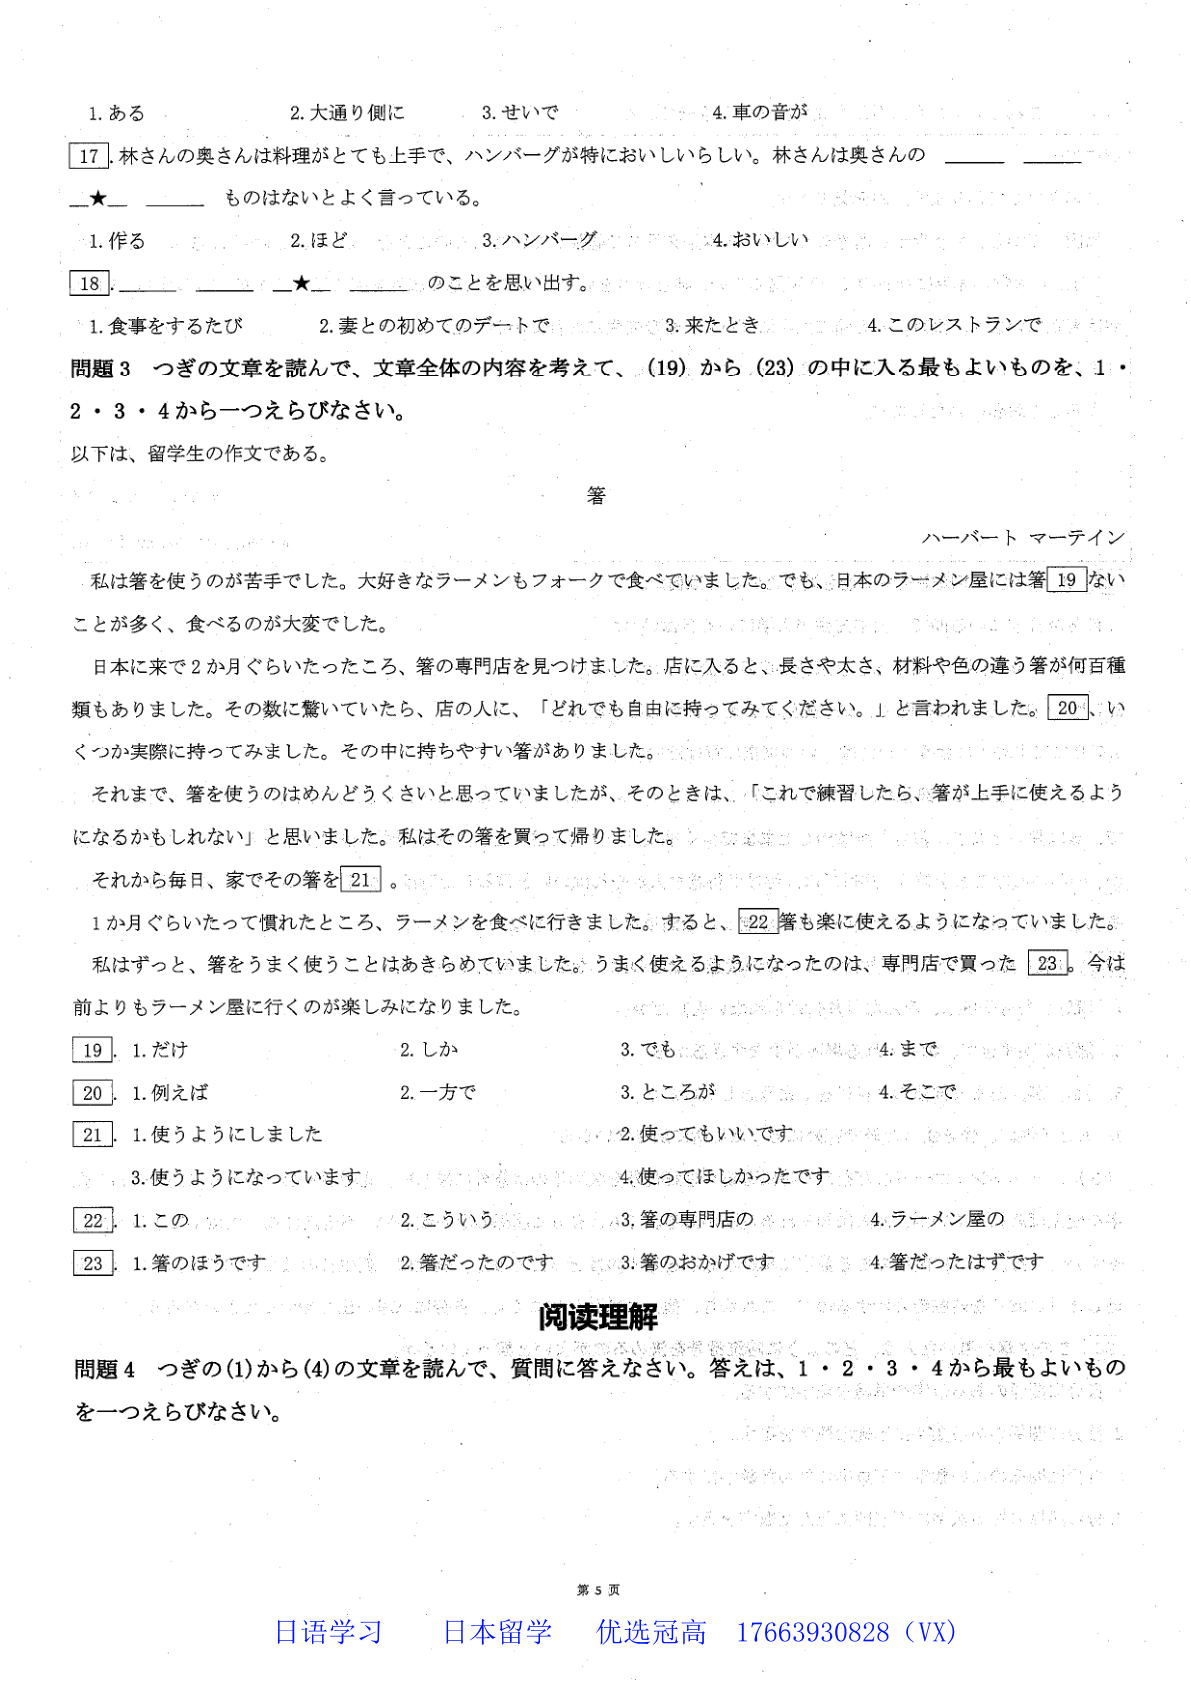 1.ある 2.大通り側に 3.せいで 4.車の音が
17.林さんの奥さんは料理がとても上手で、ハンバーグが特においしいらしい。林さんは奥さんの ______ ______
__★__ ______ ものはないとよく言っている。
1.作る 2.ほど 3.ハンバーグ 4.おいしい
18.______ ______ __★__ ______ のことを思い出す。
1.食事をするたび 2.妻との初めてのデートで 3.来たとき 4.このレストランで
問題3 つぎの文章を読んで、文章全体の内容を考えて、(19)から(23)の中に入る最もよいものを、1・
2・3・4から一つえらびなさい。
以下は、留学生の作文である。
箸
ハーバート マーテイン
私は箸を使うのが苦手でした。大好きなラーメンもフォークで食べていました。でも、日本のラーメン屋には箸19ない
ことが多く、食べるのが大変でした。
日本に来で2か月ぐらいたったころ、箸の専門店を見つけました。店に入ると、長さや太さ、材料や色の違う箸が何百種
類もありました。その数に驚いていたら、店の人に、「どれでも自由に持ってみてください。」と言われました。20、い
くつか実際に持ってみました。その中に持ちやすい箸がありました。
それまで、箸を使うのはめんどうくさいと思っていましたが、そのときは、「これで練習したら、箸が上手に使えるよう
になるかもしれない」と思いました。私はその箸を買って帰りました。
それから毎日、家でその箸を21。
1か月ぐらいたって慣れたところ、ラーメンを食べに行きました。すると、22箸も楽に使えるようになっていました。
私はずっと、箸をうまく使うことはあきらめていました。うまく使えるようになったのは、専門店で買った 23。今は
前よりもラーメン屋に行くのが楽しみになりました。
19. 1.だけ 2.しか 3.でも 4.まで
20. 1.例えば 2.一方で 3.ところが 4.そこで
21. 1.使うようにしました 2.使ってもいいです
3.使うようになっています 4.使ってほしかったです
22. 1.この 2.こういう 3.箸の専門店の 4.ラーメン屋の
23. 1.箸のほうです 2.箸だったのです 3.箸のおかげです 4.箸だったはずです
阅读理解
問題4 つぎの(1)から(4)の文章を読んで、質問に答えなさい。答えは、1・2・3・4から最もよいもの
を一つえらびなさい。
第 5 页
日语学习 日本留学 优选冠高 17663930828（VX)